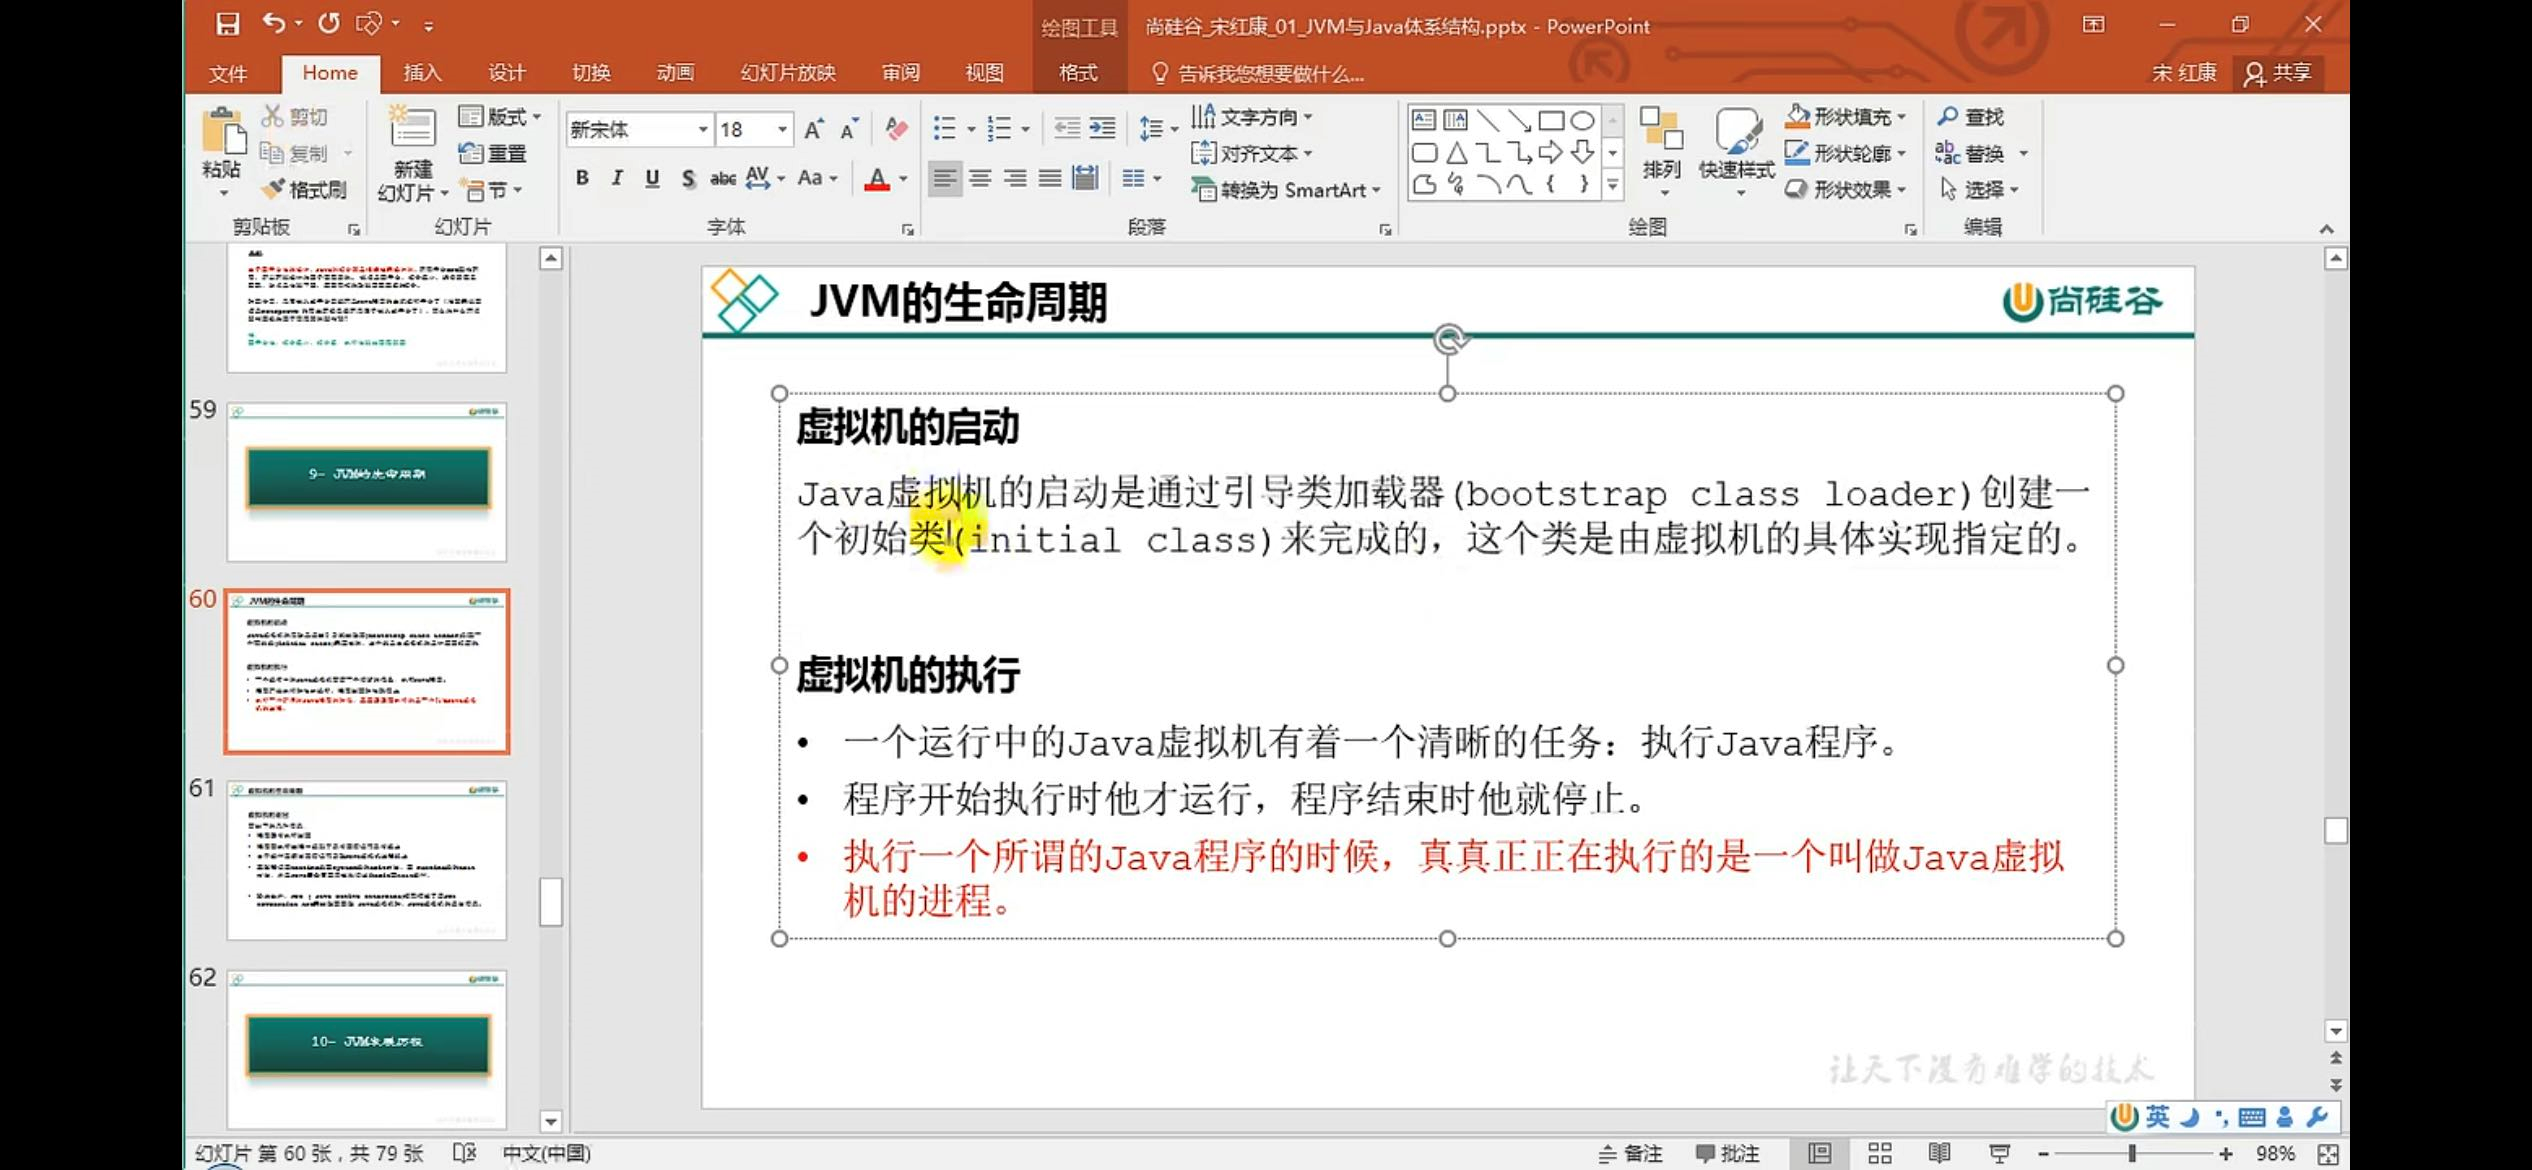 绘图工具
尚硅谷_宋红康_01_JVM与Java体系结构.pptx - PowerPoint
文件 Home 插入 设计 切换 动画 幻灯片放映 审阅 视图 格式 告诉我您想要做什么... 宋 红康 共享
剪切 版式 新宋体 18 文字方向 形状填充 查找
粘贴 复制 新建 重置 对齐文本 排列 快速样式 形状轮廓 替换
格式刷 幻灯片 节 B I U S abc AV Aa A 转换为 SmartArt 形状效果 选择
剪贴板 幻灯片 字体 段落 绘图 编辑
59
9- JVM的生命周期
60
JVM的生命周期
61
62
10- JVM发展历程
JVM的生命周期
尚硅谷
虚拟机的启动
Java虚拟机的启动是通过引导类加载器(bootstrap class loader)创建一
个初始类(initial class)来完成的，这个类是由虚拟机的具体实现指定的。
虚拟机的执行
• 一个运行中的Java虚拟机有着一个清晰的任务：执行Java程序。
• 程序开始执行时他才运行，程序结束时他就停止。
• 执行一个所谓的Java程序的时候，真真正正在执行的是一个叫做Java虚拟
机的进程。
让天下没有难学的技术
英
幻灯片 第 60 张，共 79 张 中文(中国) 备注 批注 98%